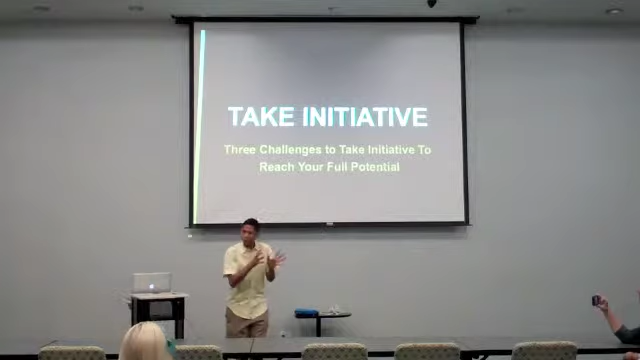 TAKE INITIATIVE
Three Challenges to Take Initiative To
Reach Your Full Potential